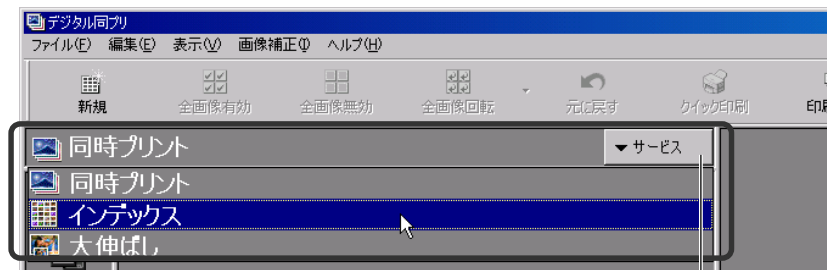 デジタル同プリ
ファイル(F) 編集(E) 表示(V) 画像補正(I) ヘルプ(H)
新規 全画像有効 全画像無効 全画像回転 元に戻す クイック印刷
同時プリント ▼ サービス
同時プリント
インデックス
大伸ばし